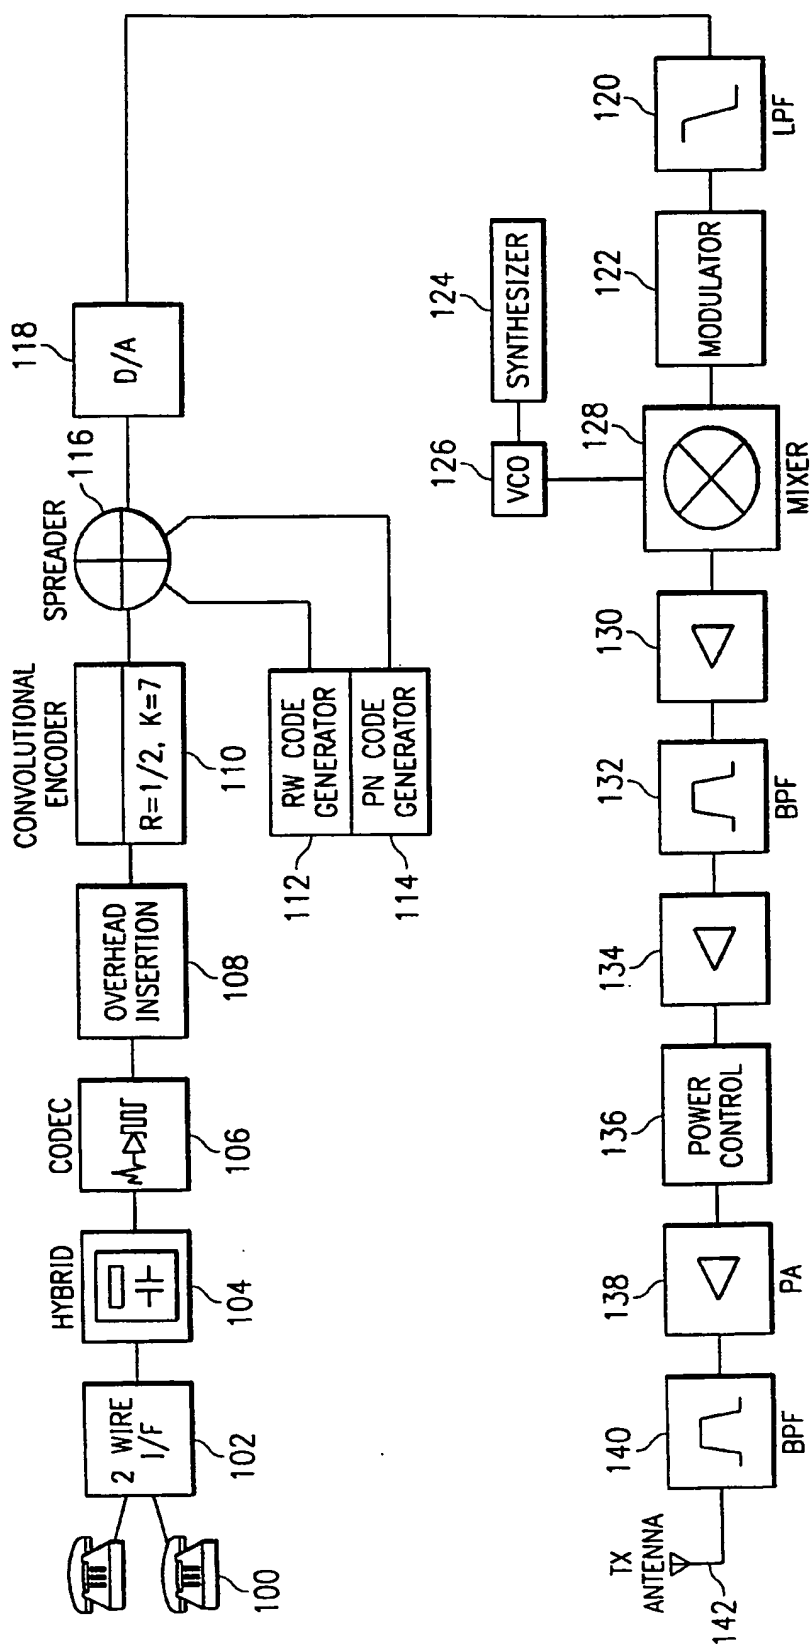 100
2 WIRE
I/F
102
HYBRID
104
CODEC
106
OVERHEAD
INSERTION
108
CONVOLUTIONAL
ENCODER
R=1/2, K=7
110
RW CODE
GENERATOR
112
PN CODE
GENERATOR
114
SPREADER
116
D/A
118
120
LPF
122
MODULATOR
124
SYNTHESIZER
126
VCO
128
MIXER
130
132
BPF
134
136
POWER
CONTROL
138
PA
140
BPF
TX
ANTENNA
142